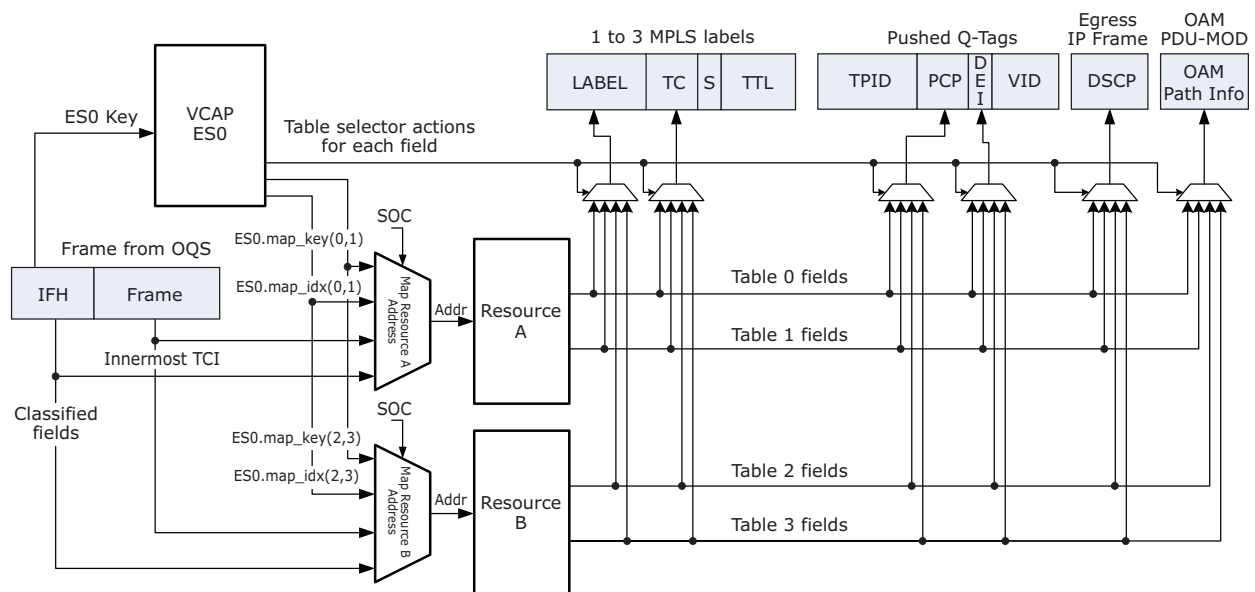 1 to 3 MPLS labels
Pushed Q-Tags
Egress
IP Frame
OAM
PDU-MOD
LABEL
TC
S
TTL
TPID
PCP
D
E
I
VID
DSCP
OAM
Path Info
ES0 Key
VCAP
ES0
Table selector actions
for each field
SOC
ES0.map_key(0,1)
Frame from OQS
IFH
Frame
ES0.map_idx(0,1)
Map Resource A
Address
Addr
Resource
A
Table 0 fields
Table 1 fields
Innermost TCI
Classified
fields
SOC
ES0.map_key(2,3)
ES0.map_idx(2,3)
Map Resource B
Address
Addr
Resource
B
Table 2 fields
Table 3 fields